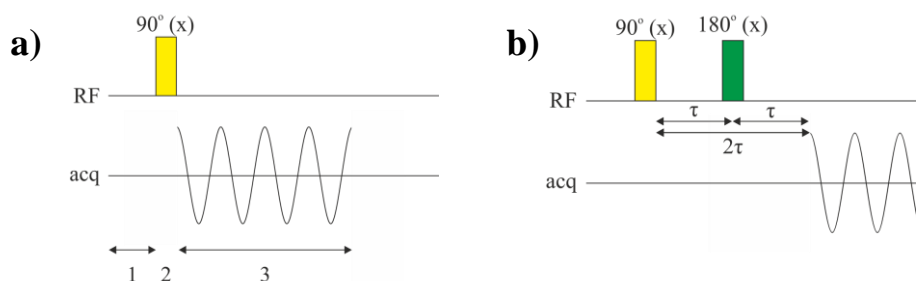 a)
90° (x)
RF
acq
1 2 3
b)
90° (x) 180° (x)
RF
τ τ
2τ
acq